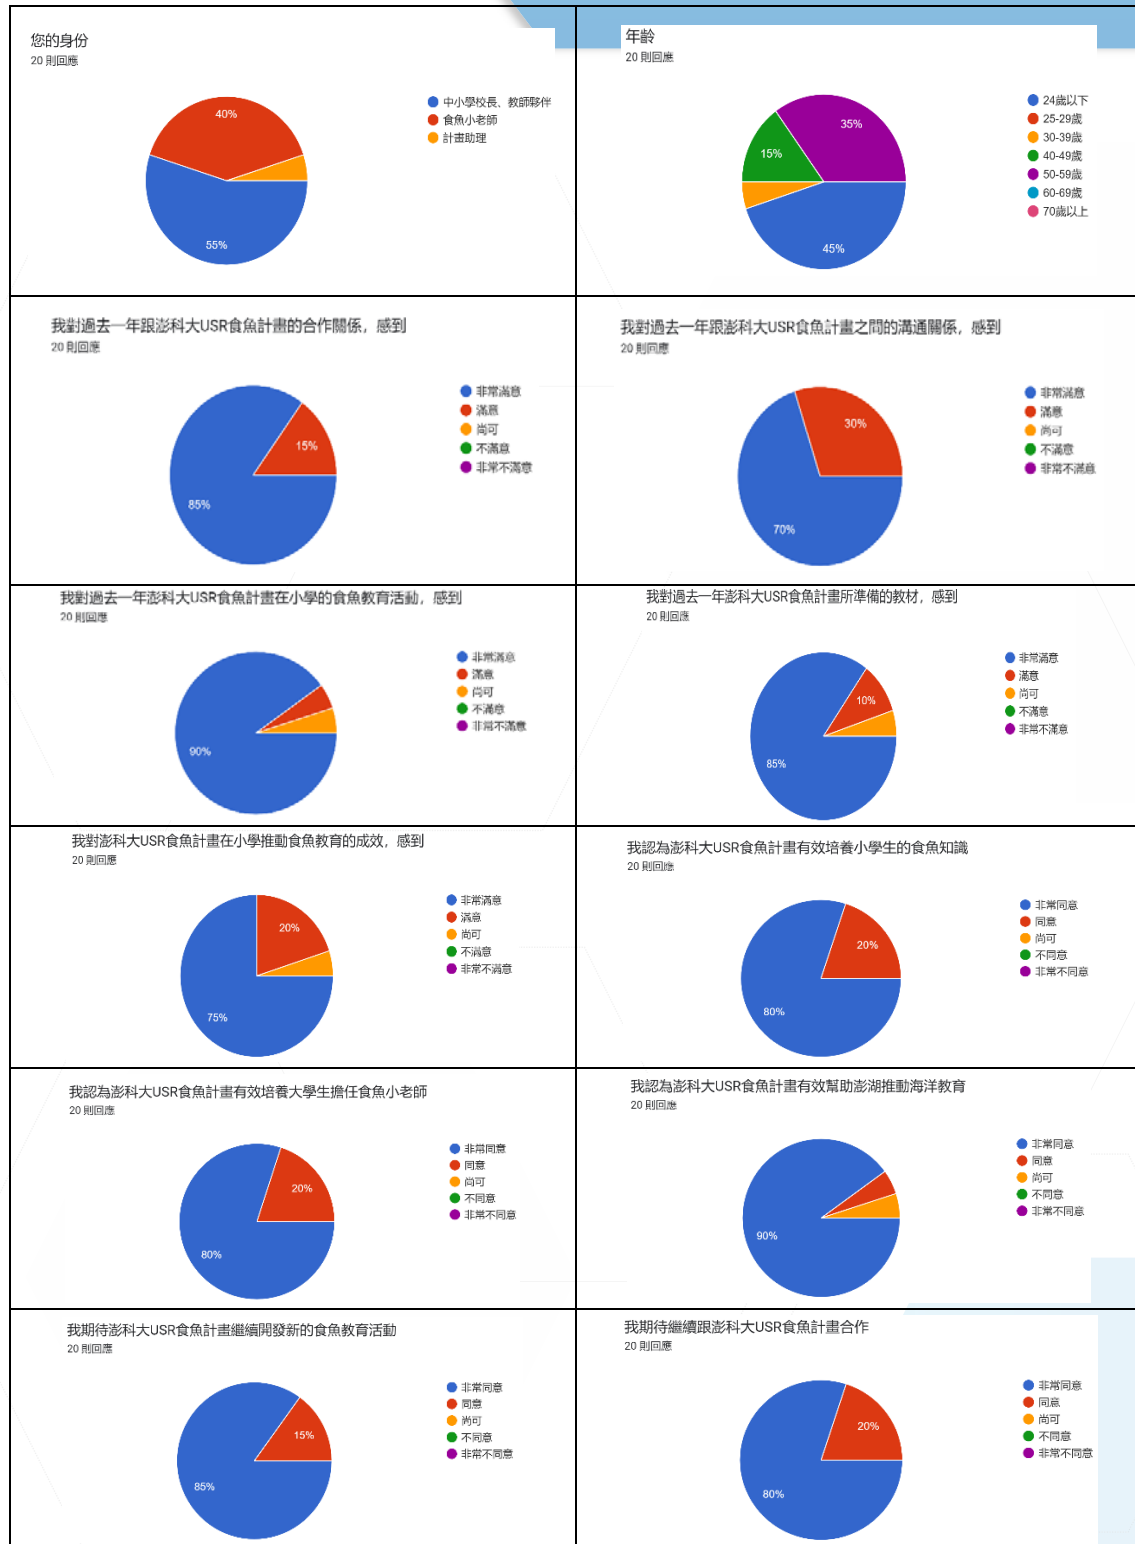 您的身份
20 則回應
40%
55%
中小學校長、教師夥伴
食魚小老師
計畫助理
年齡
20 則回應
35%
15%
45%
24歲以下
25-29歲
30-39歲
40-49歲
50-59歲
60-69歲
70歲以上
我對過去一年跟澎科大USR食魚計畫的合作關係，感到
20 則回應
15%
85%
非常滿意
滿意
尚可
不滿意
非常不滿意
我對過去一年跟澎科大USR食魚計畫之間的溝通關係，感到
20 則回應
30%
70%
非常滿意
滿意
尚可
不滿意
非常不滿意
我對過去一年澎科大USR食魚計畫在小學的食魚教育活動，感到
20 則回應
90%
非常滿意
滿意
尚可
不滿意
非常不滿意
我對過去一年澎科大USR食魚計畫所準備的教材，感到
20 則回應
10%
85%
非常滿意
滿意
尚可
不滿意
非常不滿意
我對澎科大USR食魚計畫在小學推動食魚教育的成效，感到
20 則回應
20%
75%
非常滿意
滿意
尚可
不滿意
非常不滿意
我認為澎科大USR食魚計畫有效培養小學生的食魚知識
20 則回應
20%
80%
非常同意
同意
尚可
不同意
非常不同意
我認為澎科大USR食魚計畫有效培養大學生擔任食魚小老師
20 則回應
20%
80%
非常同意
同意
尚可
不同意
非常不同意
我認為澎科大USR食魚計畫有效幫助澎湖推動海洋教育
20 則回應
90%
非常同意
同意
尚可
不同意
非常不同意
我期待澎科大USR食魚計畫繼續開發新的食魚教育活動
20 則回應
15%
85%
非常同意
同意
尚可
不同意
非常不同意
我期待繼續跟澎科大USR食魚計畫合作
20 則回應
20%
80%
非常同意
同意
尚可
不同意
非常不同意